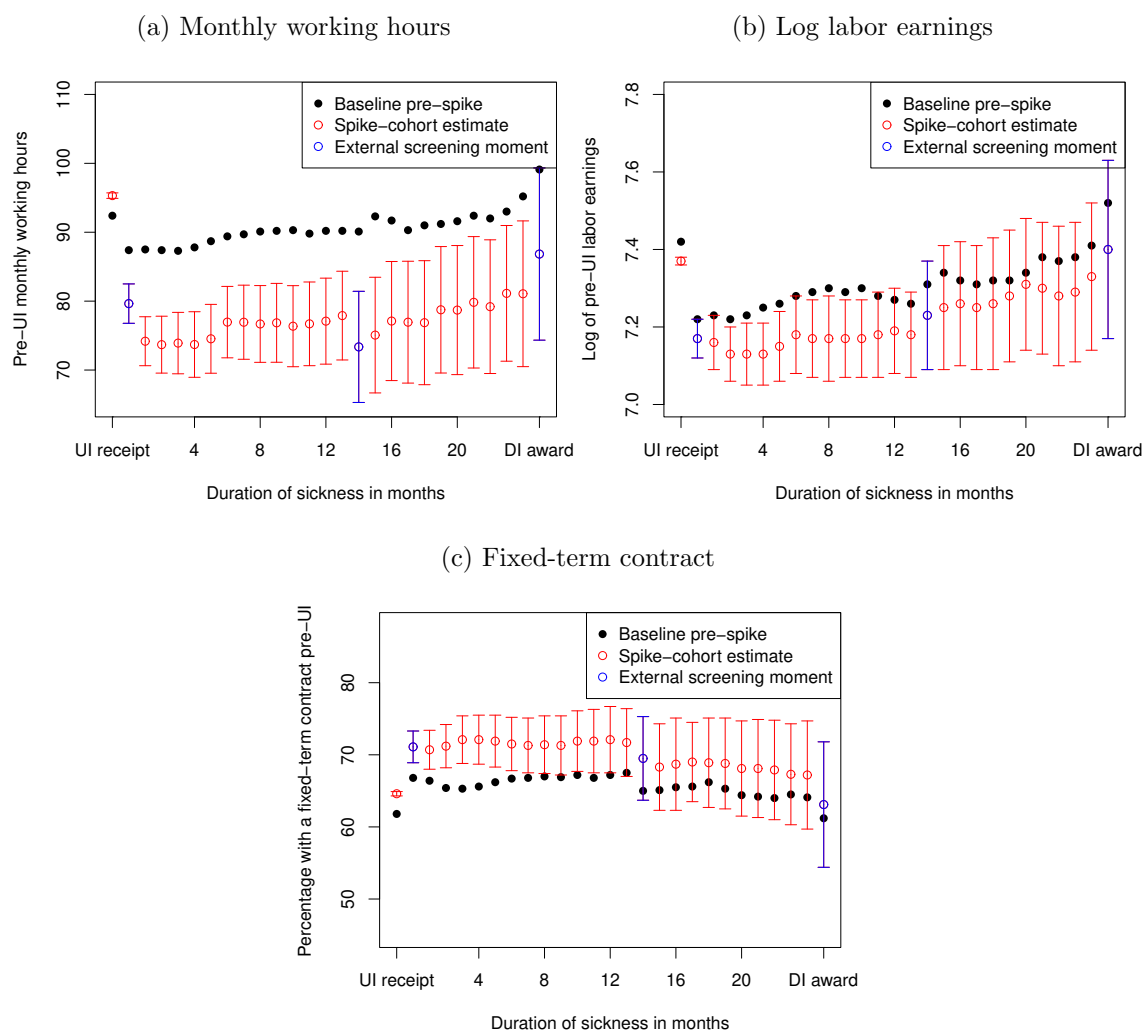 (a) Monthly working hours
Pre−UI monthly working hours
110
100
90
80
70
Baseline pre−spike
Spike−cohort estimate
External screening moment
UI receipt 4 8 12 16 20 DI award
Duration of sickness in months
(b) Log labor earnings
Log of pre−UI labor earnings
7.8
7.6
7.4
7.2
7.0
Baseline pre−spike
Spike−cohort estimate
External screening moment
UI receipt 4 8 12 16 20 DI award
Duration of sickness in months
(c) Fixed-term contract
Percentage with a fixed−term contract pre−UI
80
70
60
50
Baseline pre−spike
Spike−cohort estimate
External screening moment
UI receipt 4 8 12 16 20 DI award
Duration of sickness in months